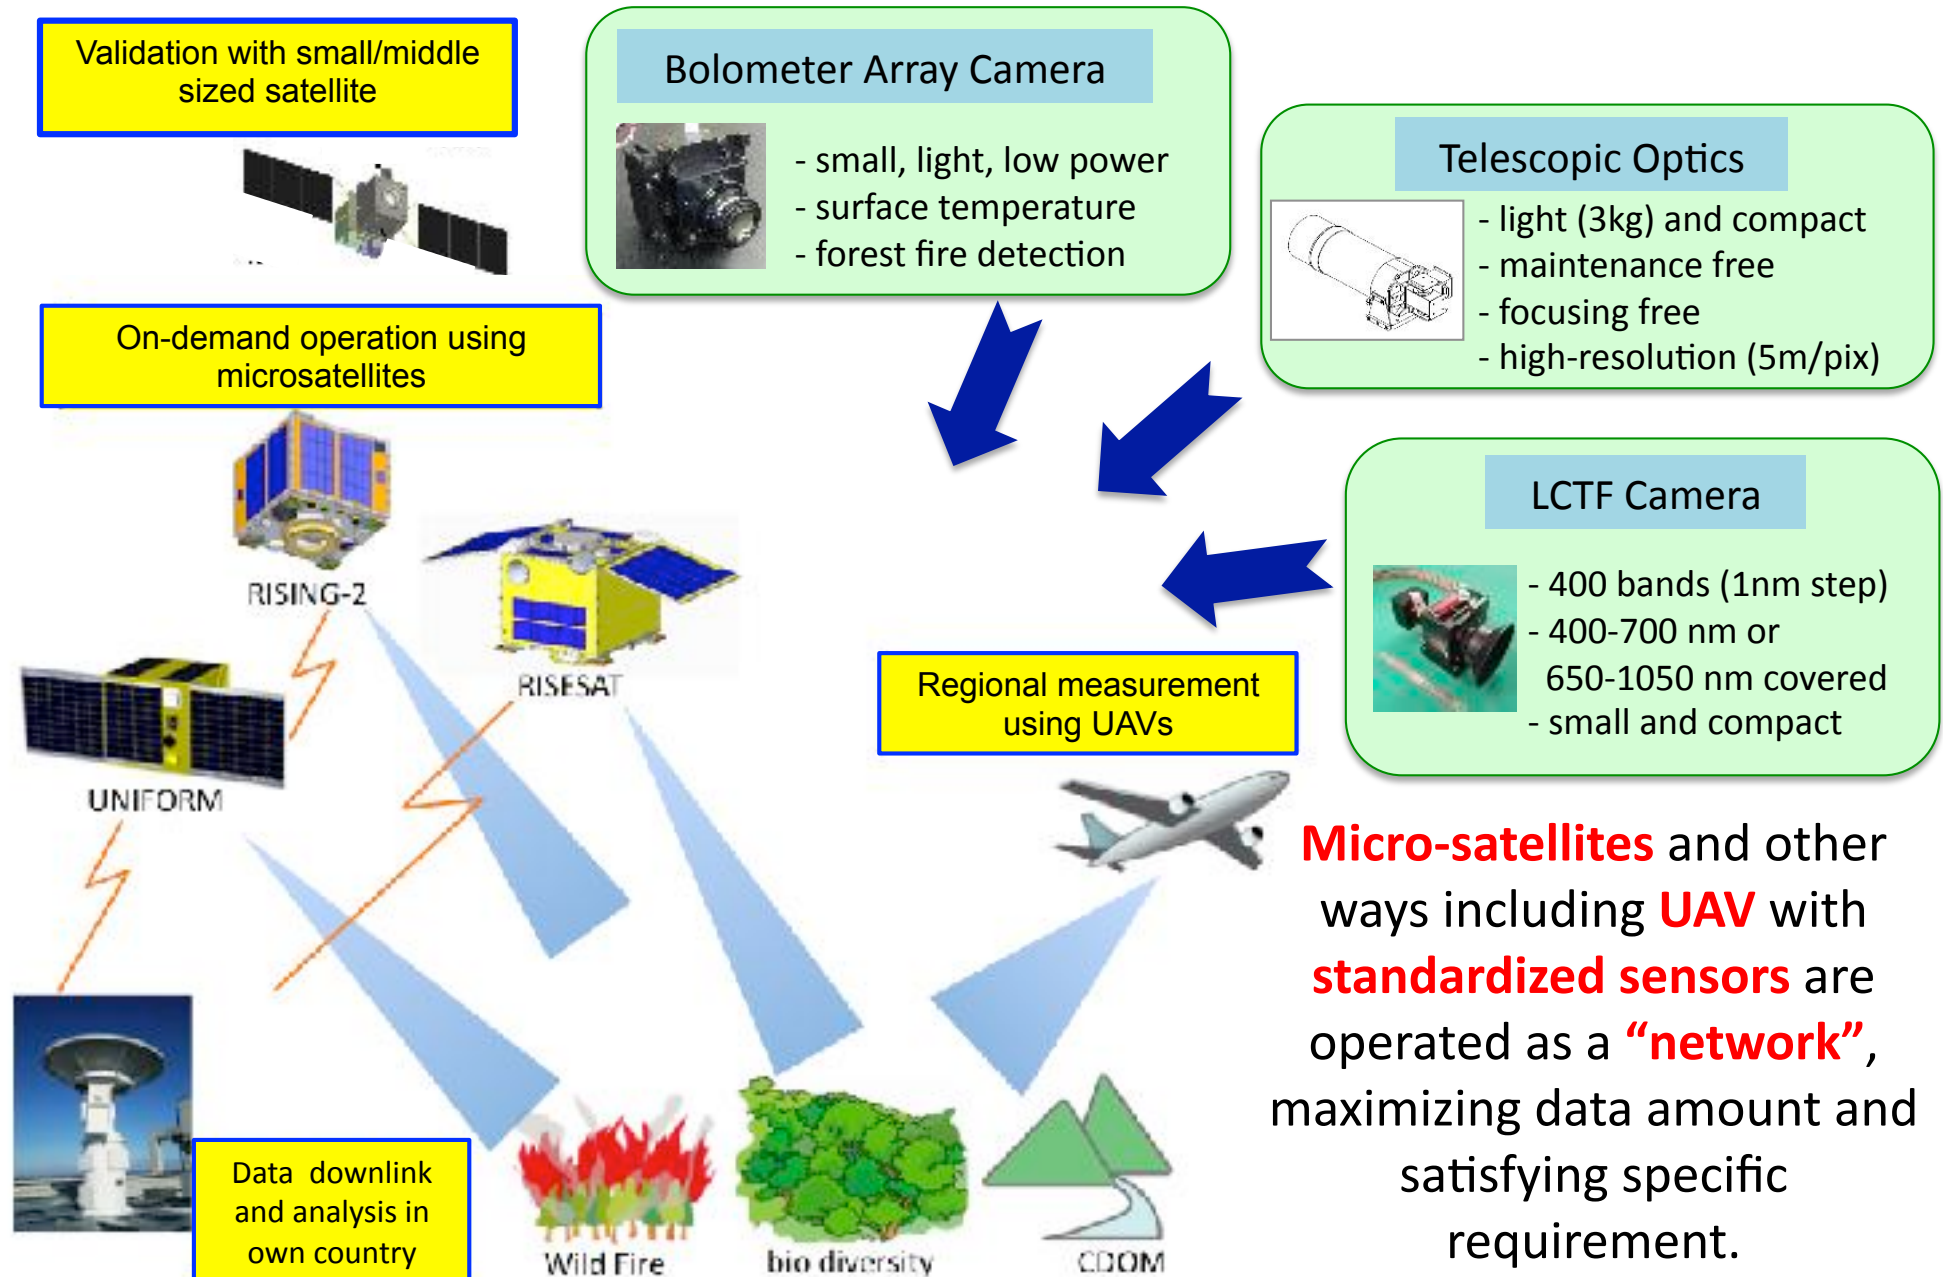 Validation with small/middle
sized satellite
Bolometer Array Camera
- small, light, low power
- surface temperature
- forest fire detection
Telescopic Optics
- light (3kg) and compact
- maintenance free
- focusing free
- high-resolution (5m/pix)
On-demand operation using
microsatellites
RISING-2
RISESAT
UNIFORM
LCTF Camera
- 400 bands (1nm step)
- 400-700 nm or
650-1050 nm covered
- small and compact
Regional measurement
using UAVs
Micro-satellites and other
ways including UAV with
standardized sensors are
operated as a “network”,
maximizing data amount and
satisfying specific
requirement.
Data downlink
and analysis in
own country
Wild Fire
bio diversity
CDOM